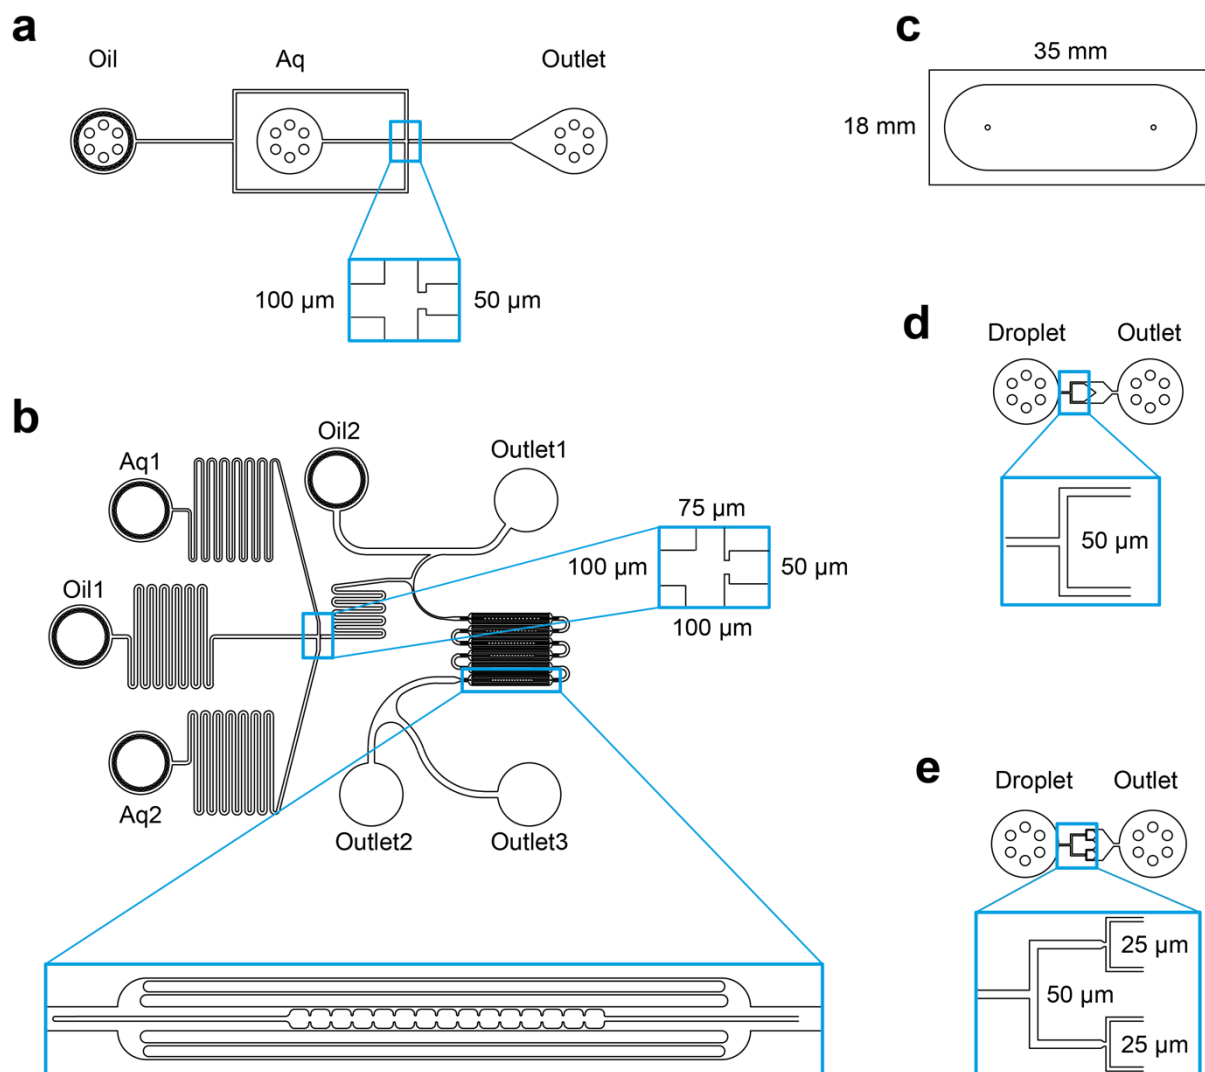 a
Oil
Aq
Outlet
100 µm
50 µm
b
Aq1
Oil1
Aq2
Oil2
Outlet1
75 µm
100 µm
50 µm
100 µm
Outlet2
Outlet3
c
35 mm
18 mm
d
Droplet
Outlet
50 µm
e
Droplet
Outlet
25 µm
50 µm
25 µm